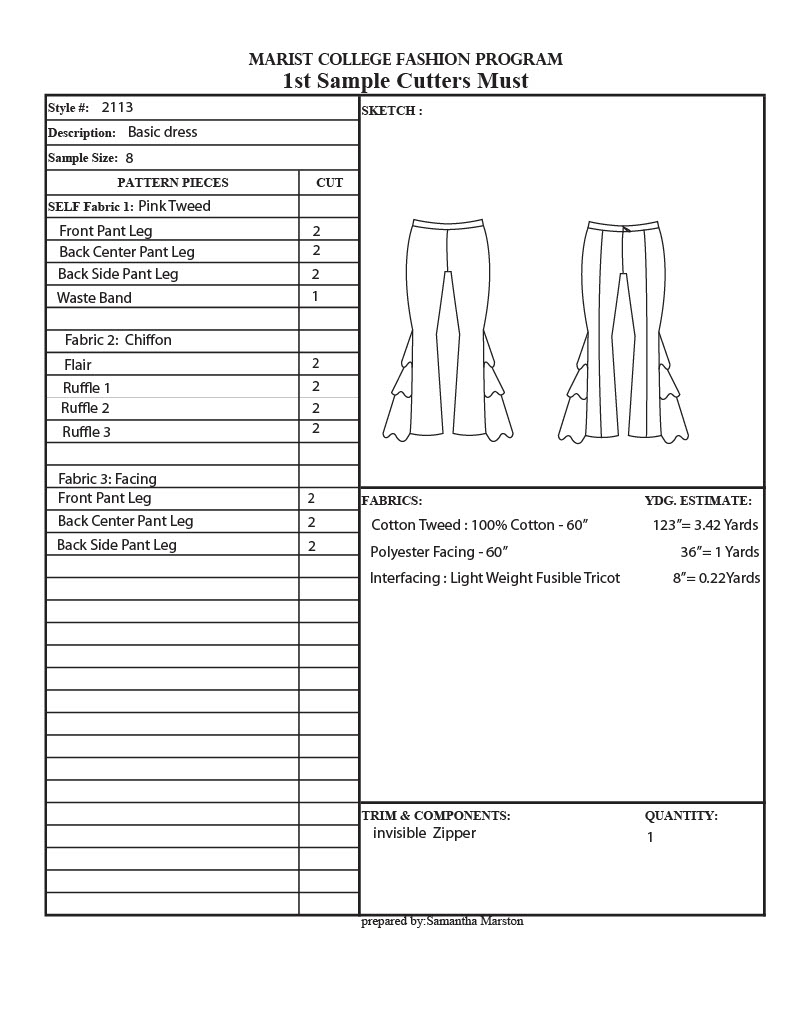 MARIST COLLEGE FASHION PROGRAM
1st Sample Cutters Must
Style #: 2113
Description: Basic dress
Sample Size: 8
PATTERN PIECES CUT
SELF Fabric 1: Pink Tweed
Front Pant Leg 2
Back Center Pant Leg 2
Back Side Pant Leg 2
Waste Band 1
Fabric 2: Chiffon
Flair 2
Ruffle 1 2
Ruffle 2 2
Ruffle 3 2
Fabric 3: Facing
Front Pant Leg 2
Back Center Pant Leg 2
Back Side Pant Leg 2
SKETCH :
FABRICS: YDG. ESTIMATE:
Cotton Tweed : 100% Cotton - 60” 123”= 3.42 Yards
Polyester Facing - 60” 36”= 1 Yards
Interfacing : Light Weight Fusible Tricot 8”= 0.22Yards
TRIM & COMPONENTS: QUANTITY:
invisible Zipper 1
prepared by:Samantha Marston